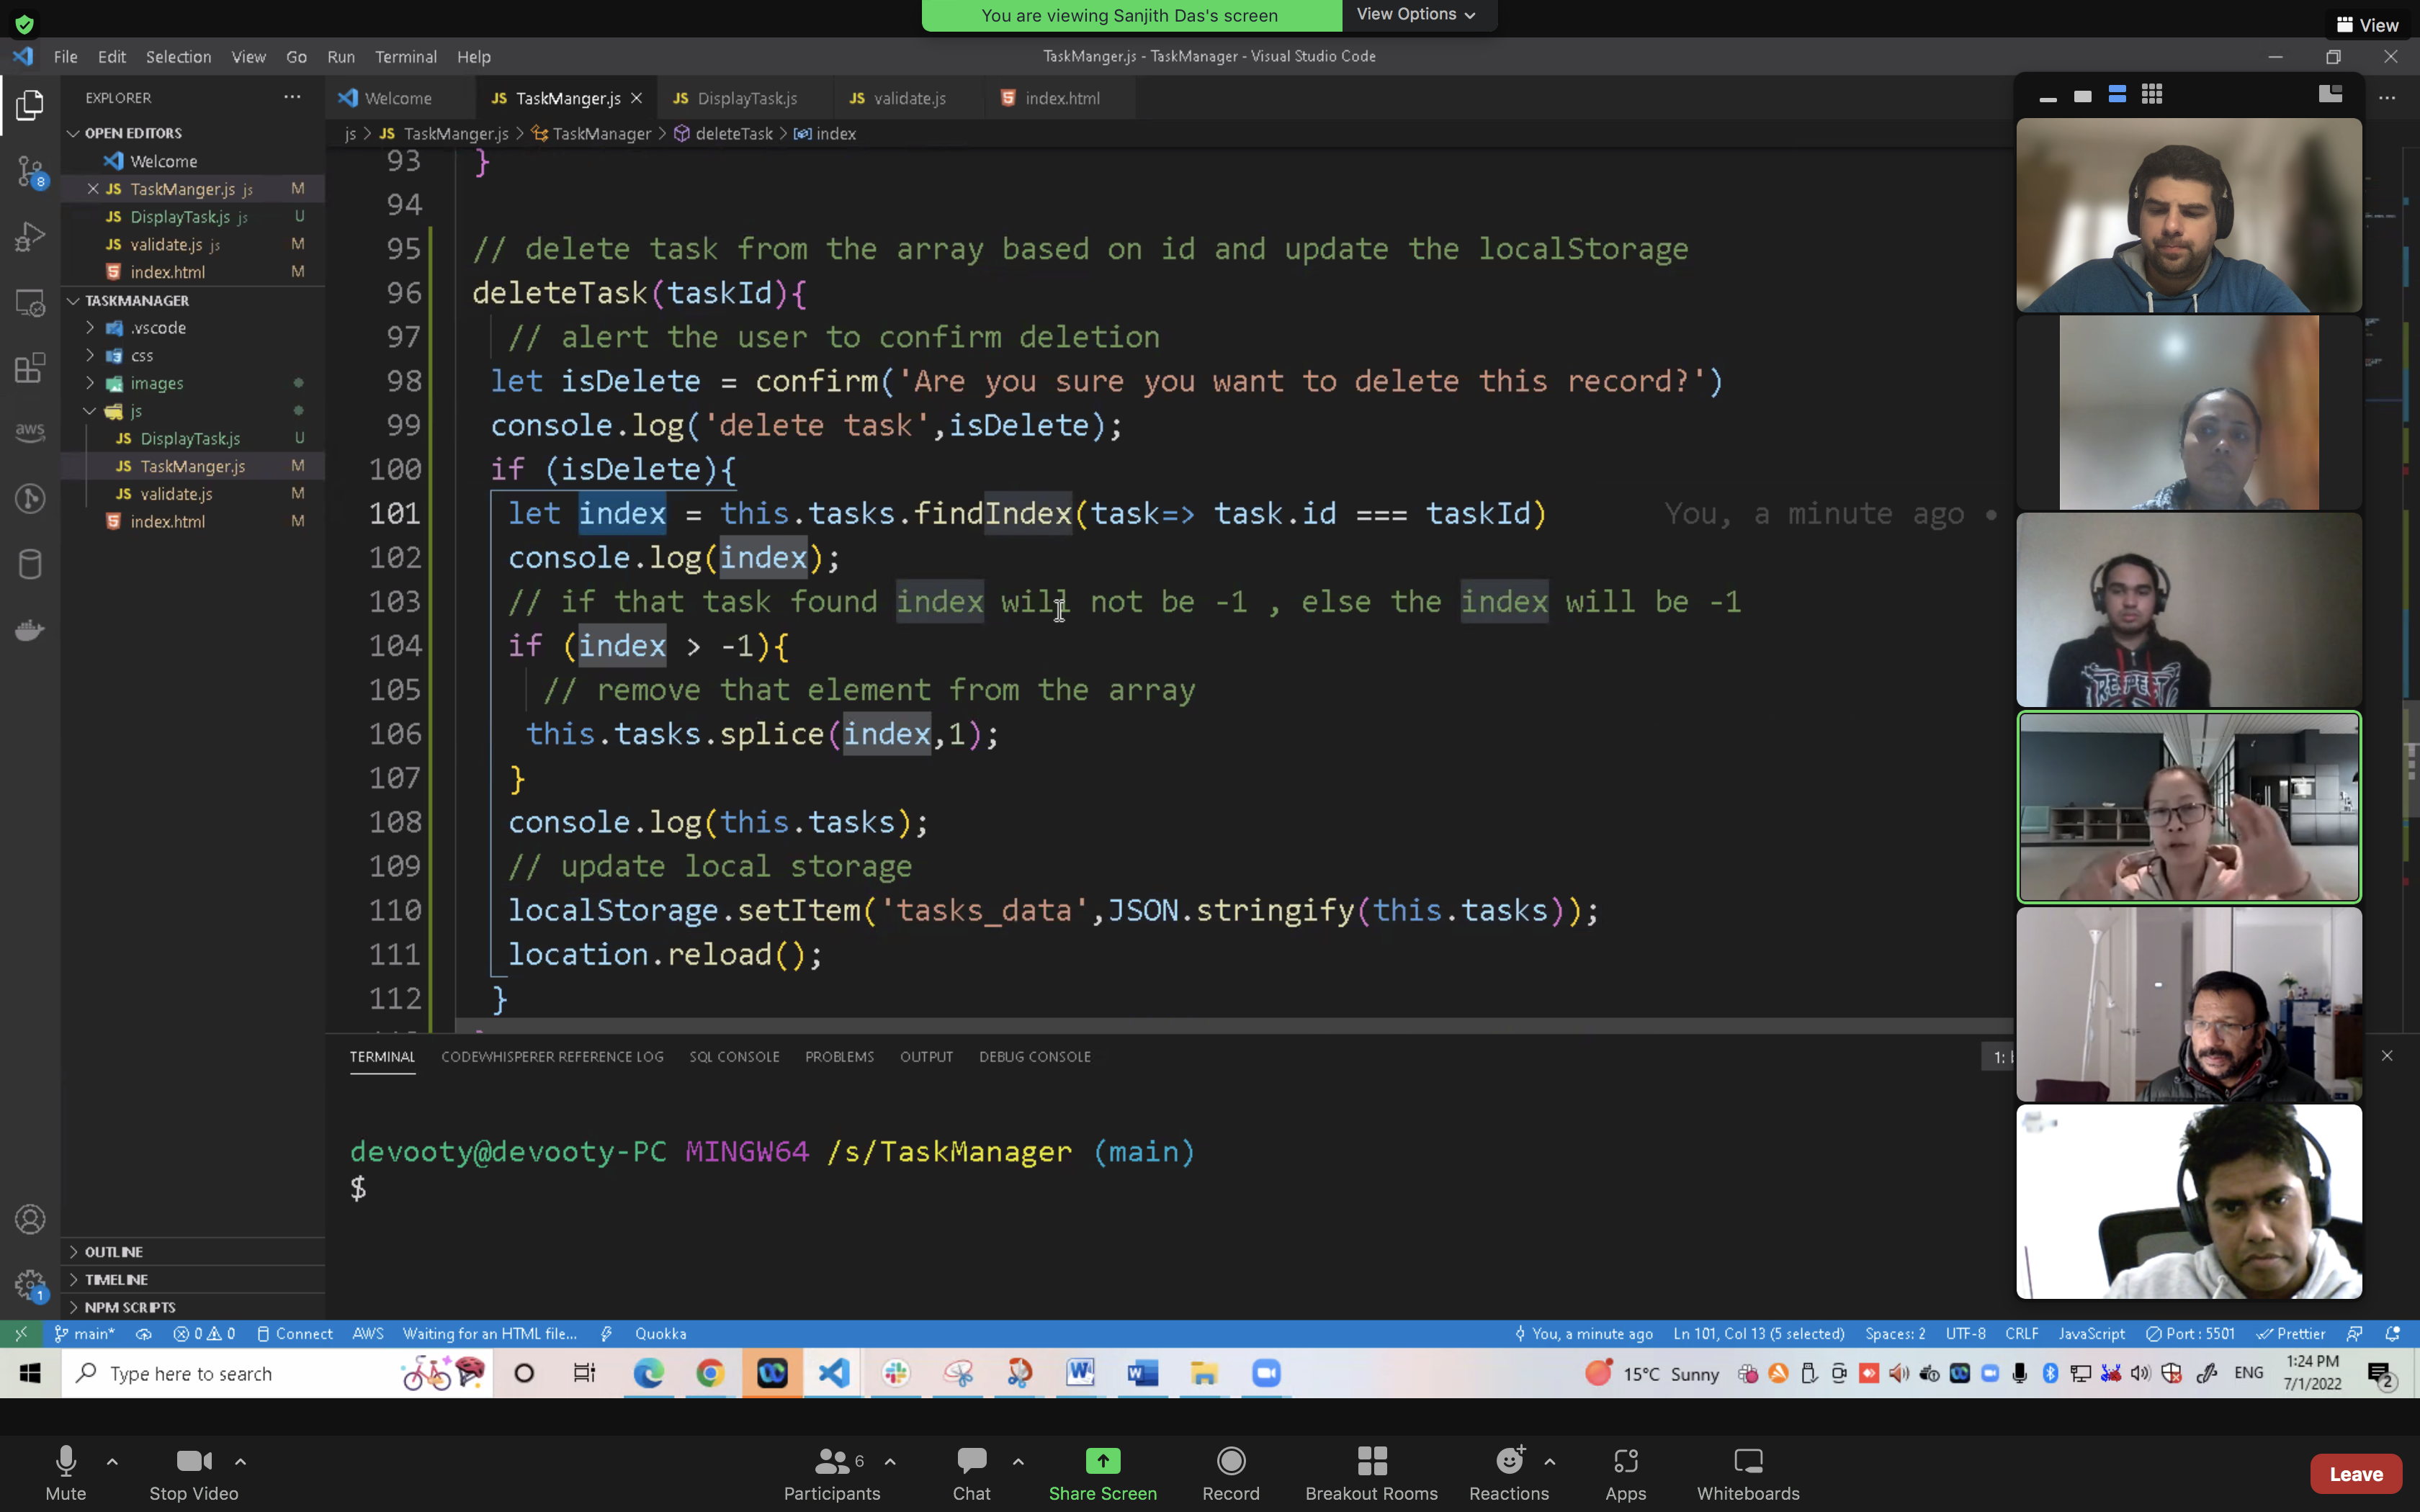 You are viewing Sanjith Das's screen
View Options
View
File Edit Selection View Go Run Terminal Help
TaskManger.js - TaskManager - Visual Studio Code
EXPLORER
Welcome
TaskManger.js
DisplayTask.js
validate.js
index.html
js > TaskManger.js > TaskManager > deleteTask > index
OPEN EDITORS
Welcome
TaskManger.js js M
DisplayTask.js js U
validate.js js M
index.html M
TASKMANAGER
.vscode
css
images
js
DisplayTask.js U
TaskManger.js M
validate.js M
index.html M
OUTLINE
TIMELINE
NPM SCRIPTS
8
aws
1
93 }
94
95 // delete task from the array based on id and update the localStorage
96 deleteTask(taskId){
97 // alert the user to confirm deletion
98 let isDelete = confirm('Are you sure you want to delete this record?')
99 console.log('delete task',isDelete);
100 if (isDelete){
101 let index = this.tasks.findIndex(task=> task.id === taskId) You, a minute ago •
102 console.log(index);
103 // if that task found index will not be -1 , else the index will be -1
104 if (index > -1){
105 // remove that element from the array
106 this.tasks.splice(index,1);
107 }
108 console.log(this.tasks);
109 // update local storage
110 localStorage.setItem('tasks_data',JSON.stringify(this.tasks));
111 location.reload();
112 }
TERMINAL CODEWHISPERER REFERENCE LOG SQL CONSOLE PROBLEMS OUTPUT DEBUG CONSOLE
devooty@devooty-PC MINGW64 /s/TaskManager (main)
$
main* 0 0 Connect AWS Waiting for an HTML file... Quokka
You, a minute ago Ln 101, Col 13 (5 selected) Spaces: 2 UTF-8 CRLF JavaScript Port : 5501 Prettier
Type here to search
15°C Sunny
ENG
1:24 PM
7/1/2022
2
Mute
Stop Video
6
Participants
Chat
Share Screen
Record
Breakout Rooms
Reactions
Apps
Whiteboards
Leave